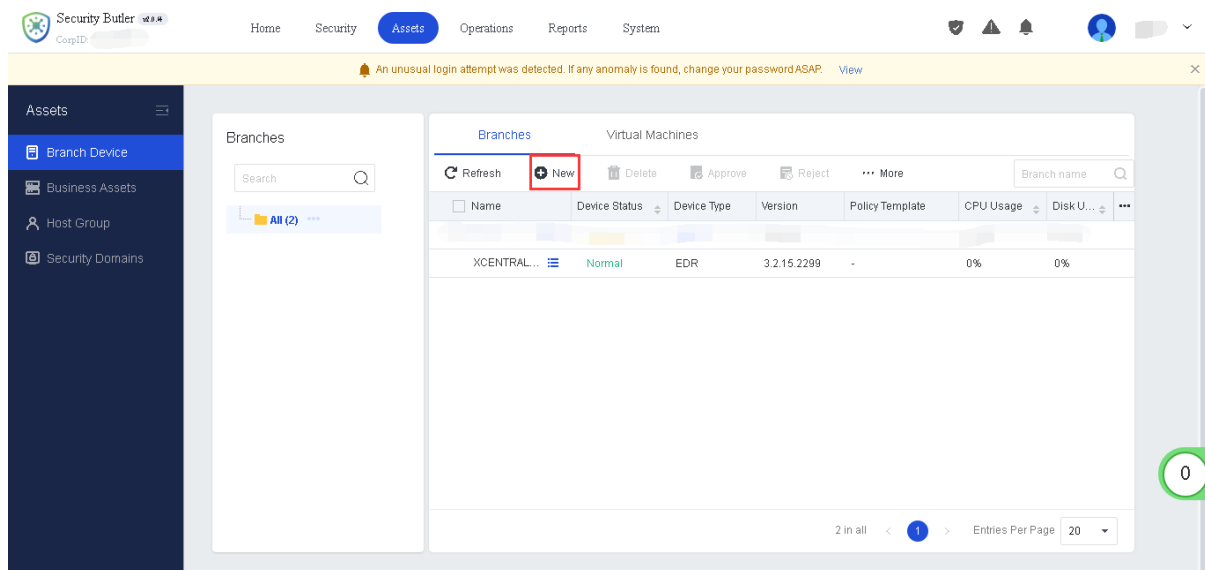 Security Butler v2.0.4
CorpID:
Home Security Assets Operations Reports System
An unusual login attempt was detected. If any anomaly is found, change your password ASAP. View
Assets
Branch Device
Business Assets
Host Group
Security Domains
Branches
Search
All (2)
Branches Virtual Machines
Refresh New Delete Approve Reject More Branch name
Name Device Status Device Type Version Policy Template CPU Usage Disk U...
XCENTRAL... Normal EDR 3.2.15.2299 - 0% 0%
0
2 in all < 1 > Entries Per Page 20